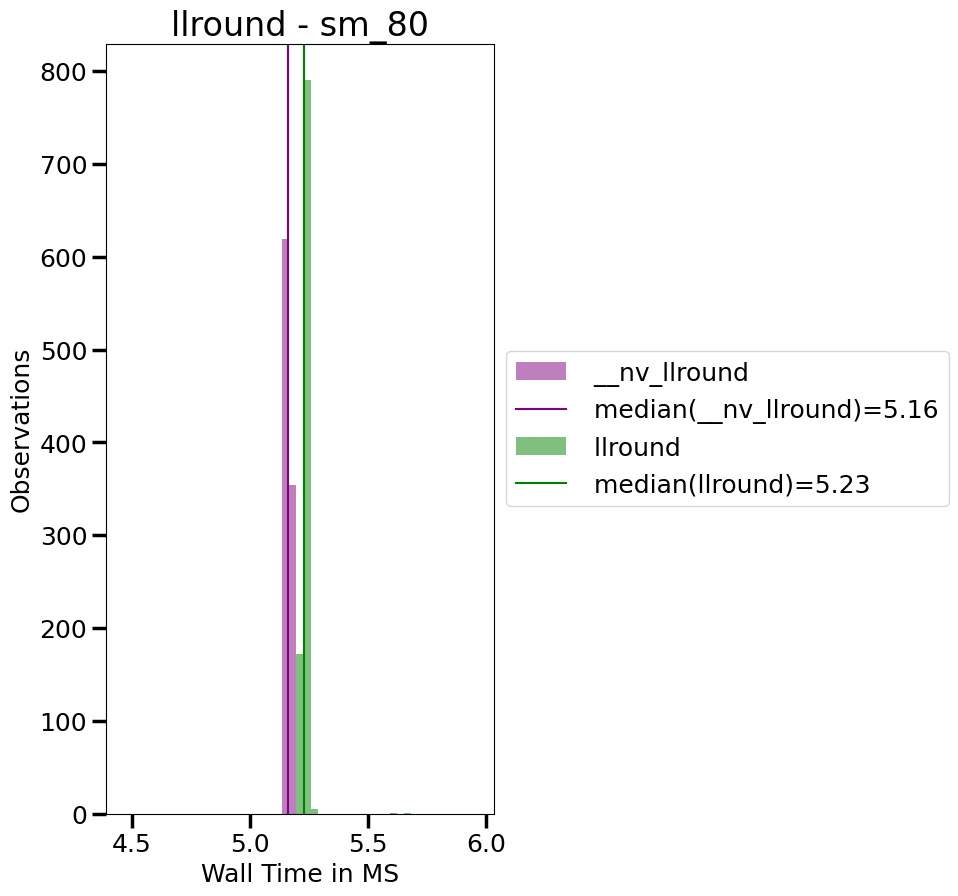 llround - sm_80
800
700
600
500
400
300
200
100
0
Observations
4.5 5.0 5.5 6.0
Wall Time in MS
__nv_llround
median(__nv_llround)=5.16
llround
median(llround)=5.23